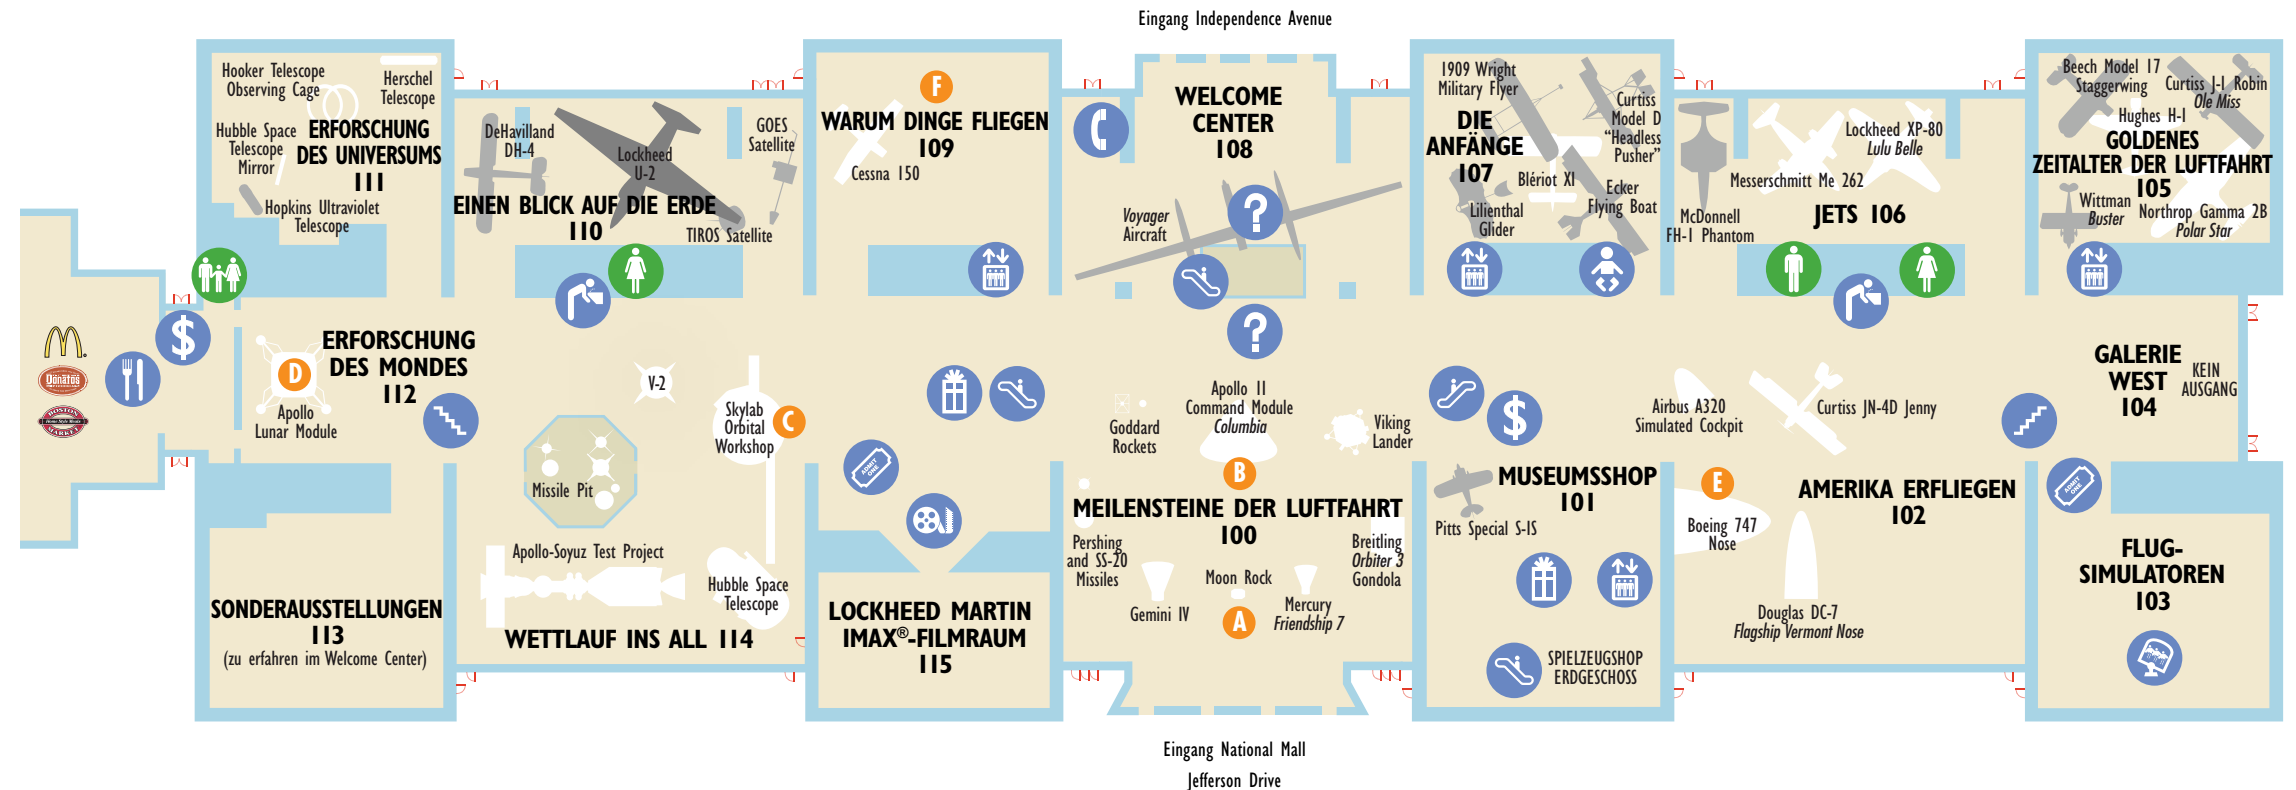 Eingang Independence Avenue
Hooker Telescope
Observing Cage
Herschel
Telescope
Hubble Space
Telescope
Mirror
ERFORSCHUNG
DES UNIVERSUMS
111
Hopkins Ultraviolet
Telescope
DeHavilland
DH-4
Lockheed
U-2
GOES
Satellite
EINEN BLICK AUF DIE ERDE
110
TIROS Satellite
F
WARUM DINGE FLIEGEN
109
Cessna 150
WELCOME
CENTER
108
Voyager
Aircraft
?
?
1909 Wright
Military Flyer
DIE
ANFÄNGE
107
Curtiss
Model D
“Headless
Pusher”
Blériot XI
Ecker
Flying Boat
Lilienthal
Glider
McDonnell
FH-1 Phantom
Messerschmitt Me 262
Lockheed XP-80
Lulu Belle
JETS 106
Beech Model 17
Staggerwing
Curtiss J-1 Robin
Ole Miss
Hughes H-1
GOLDENES
ZEITALTER DER LUFTFAHRT
105
Wittman
Buster
Northrop Gamma 2B
Polar Star
M
Donatos
BOSTON
Home Style Meals
MARKET
$
D
ERFORSCHUNG
DES MONDES
112
Apollo
Lunar Module
V-2
Skylab
Orbital
Workshop
C
Missile Pit
Apollo-Soyuz Test Project
Hubble Space
Telescope
WETTLAUF INS ALL 114
SONDERAUSSTELLUNGEN
113
(zu erfahren im Welcome Center)
ADMIT
ONE
LOCKHEED MARTIN
IMAX®-FILMRAUM
115
Goddard
Rockets
Apollo 11
Command Module
Columbia
Viking
Lander
B
MEILENSTEINE DER LUFTFAHRT
100
Pershing
and SS-20
Missiles
Gemini IV
Moon Rock
A
Mercury
Friendship 7
Breitling
Orbiter 3
Gondola
$
MUSEUMSSHOP
101
Pitts Special S-1S
SPIELZEUGSHOP
ERDGESCHOSS
Airbus A320
Simulated Cockpit
Curtiss JN-4D Jenny
E
Boeing 747
Nose
AMERIKA ERFLIEGEN
102
Douglas DC-7
Flagship Vermont Nose
GALERIE
WEST
104
KEIN
AUSGANG
ADMIT
ONE
FLUG-
SIMULATOREN
103
Eingang National Mall
Jefferson Drive